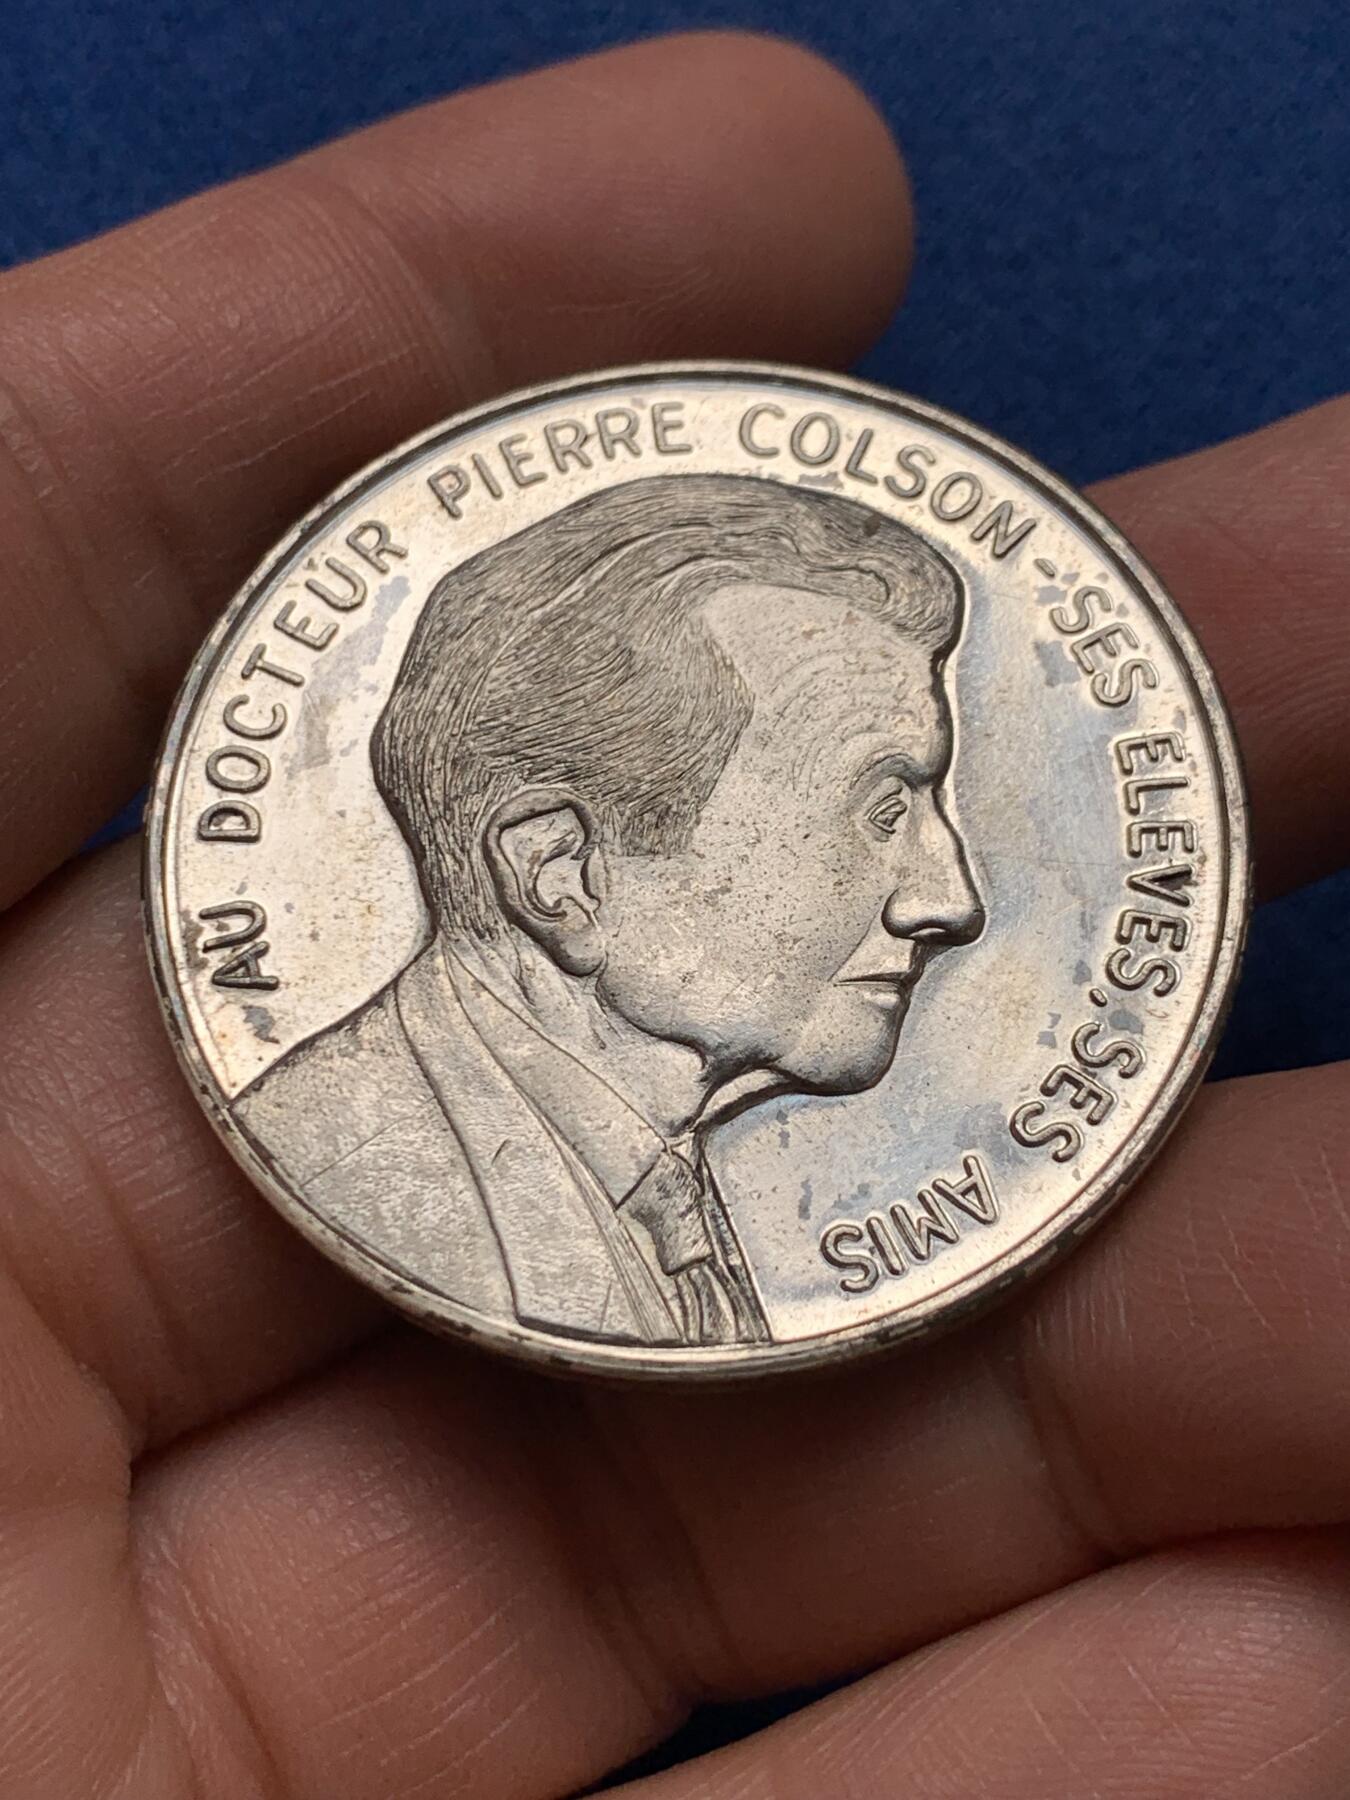 AU DOCTEUR PIERRE COLSON - SES ELEVES, SES AMIS